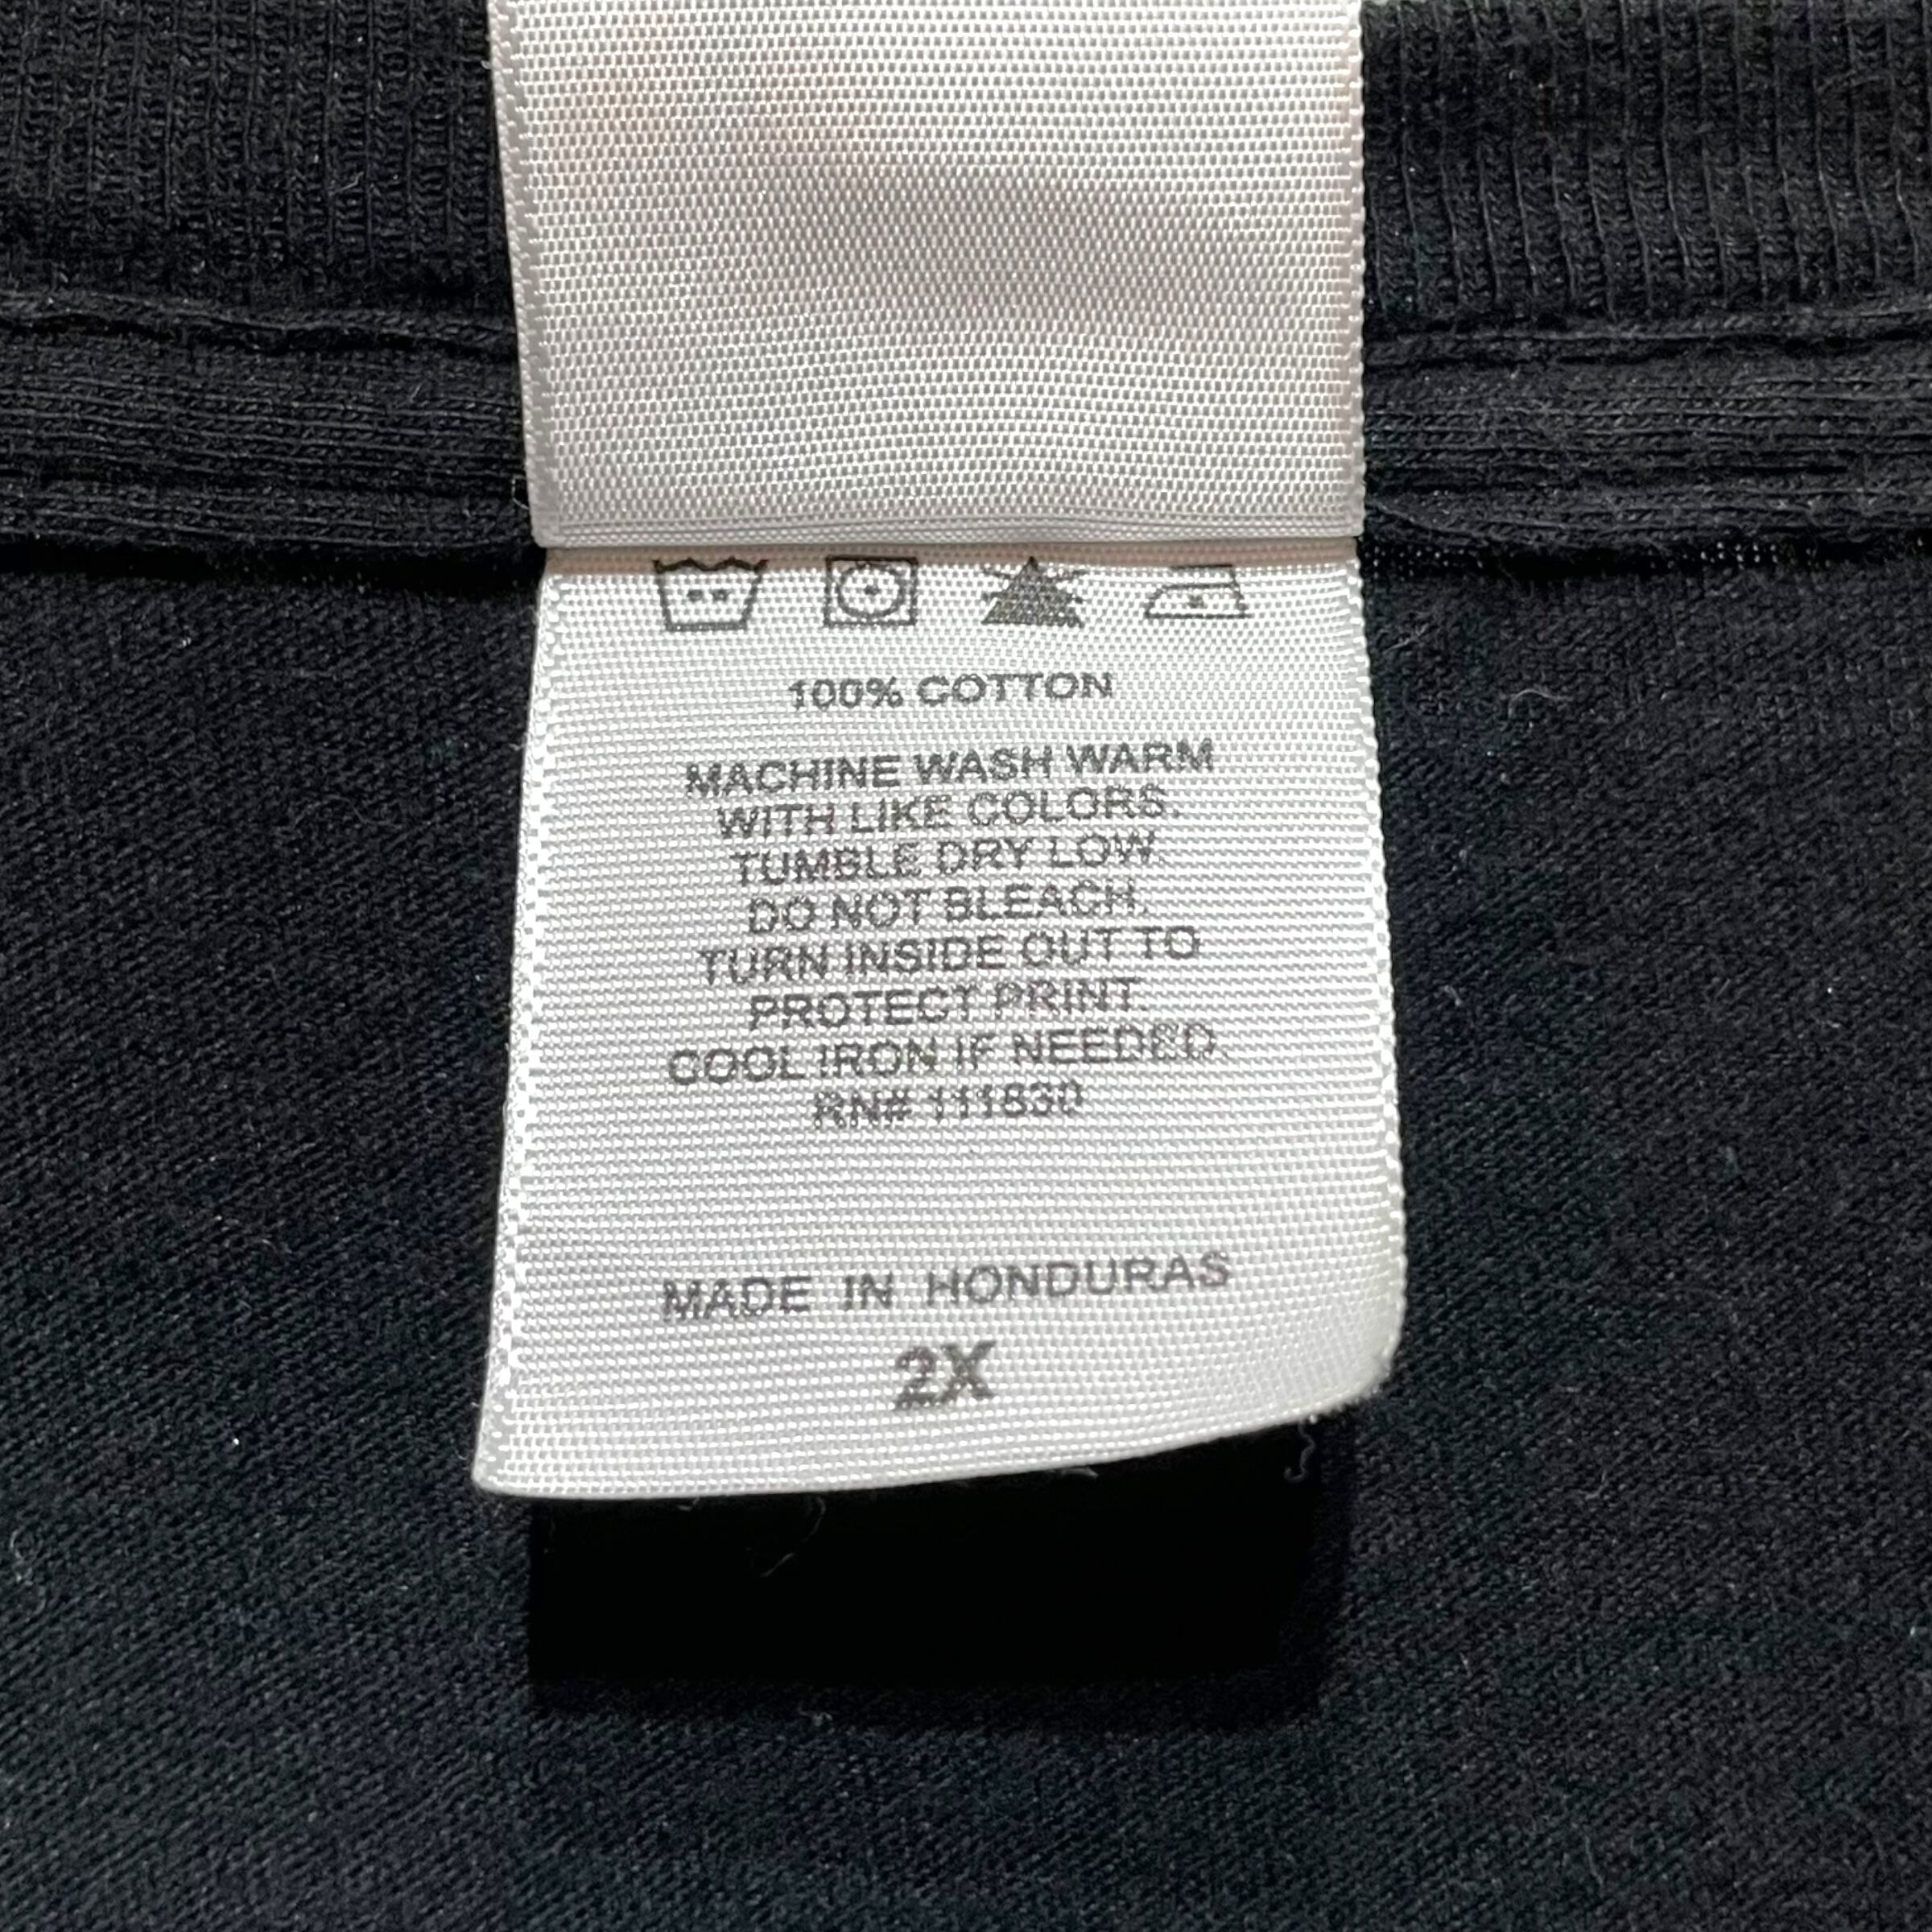 100% COTTON
MACHINE WASH WARM
WITH LIKE COLORS.
TUMBLE DRY LOW.
DO NOT BLEACH.
TURN INSIDE OUT TO
PROTECT PRINT.
COOL IRON IF NEEDED.
RN# 111830
MADE IN HONDURAS
2X